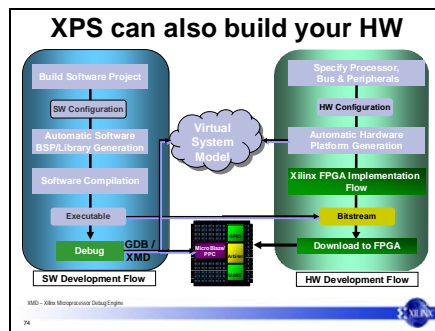 XPS can also build your HW
Build Software Project
SW Configuration
Automatic Software
BSP/Library Generation
Software Compilation
Executable
Debug
GDB /
XMD
SW Development Flow
Virtual
System
Model
MicroBlaze/
PPC
GPIO
Arbiter
UART
Specify Processor,
Bus & Peripherals
HW Configuration
Automatic Hardware
Platform Generation
Xilinx FPGA Implementation
Flow
Bitstream
Download to FPGA
HW Development Flow
XMD – Xilinx Microprocessor Debug Engine
74
XILINX